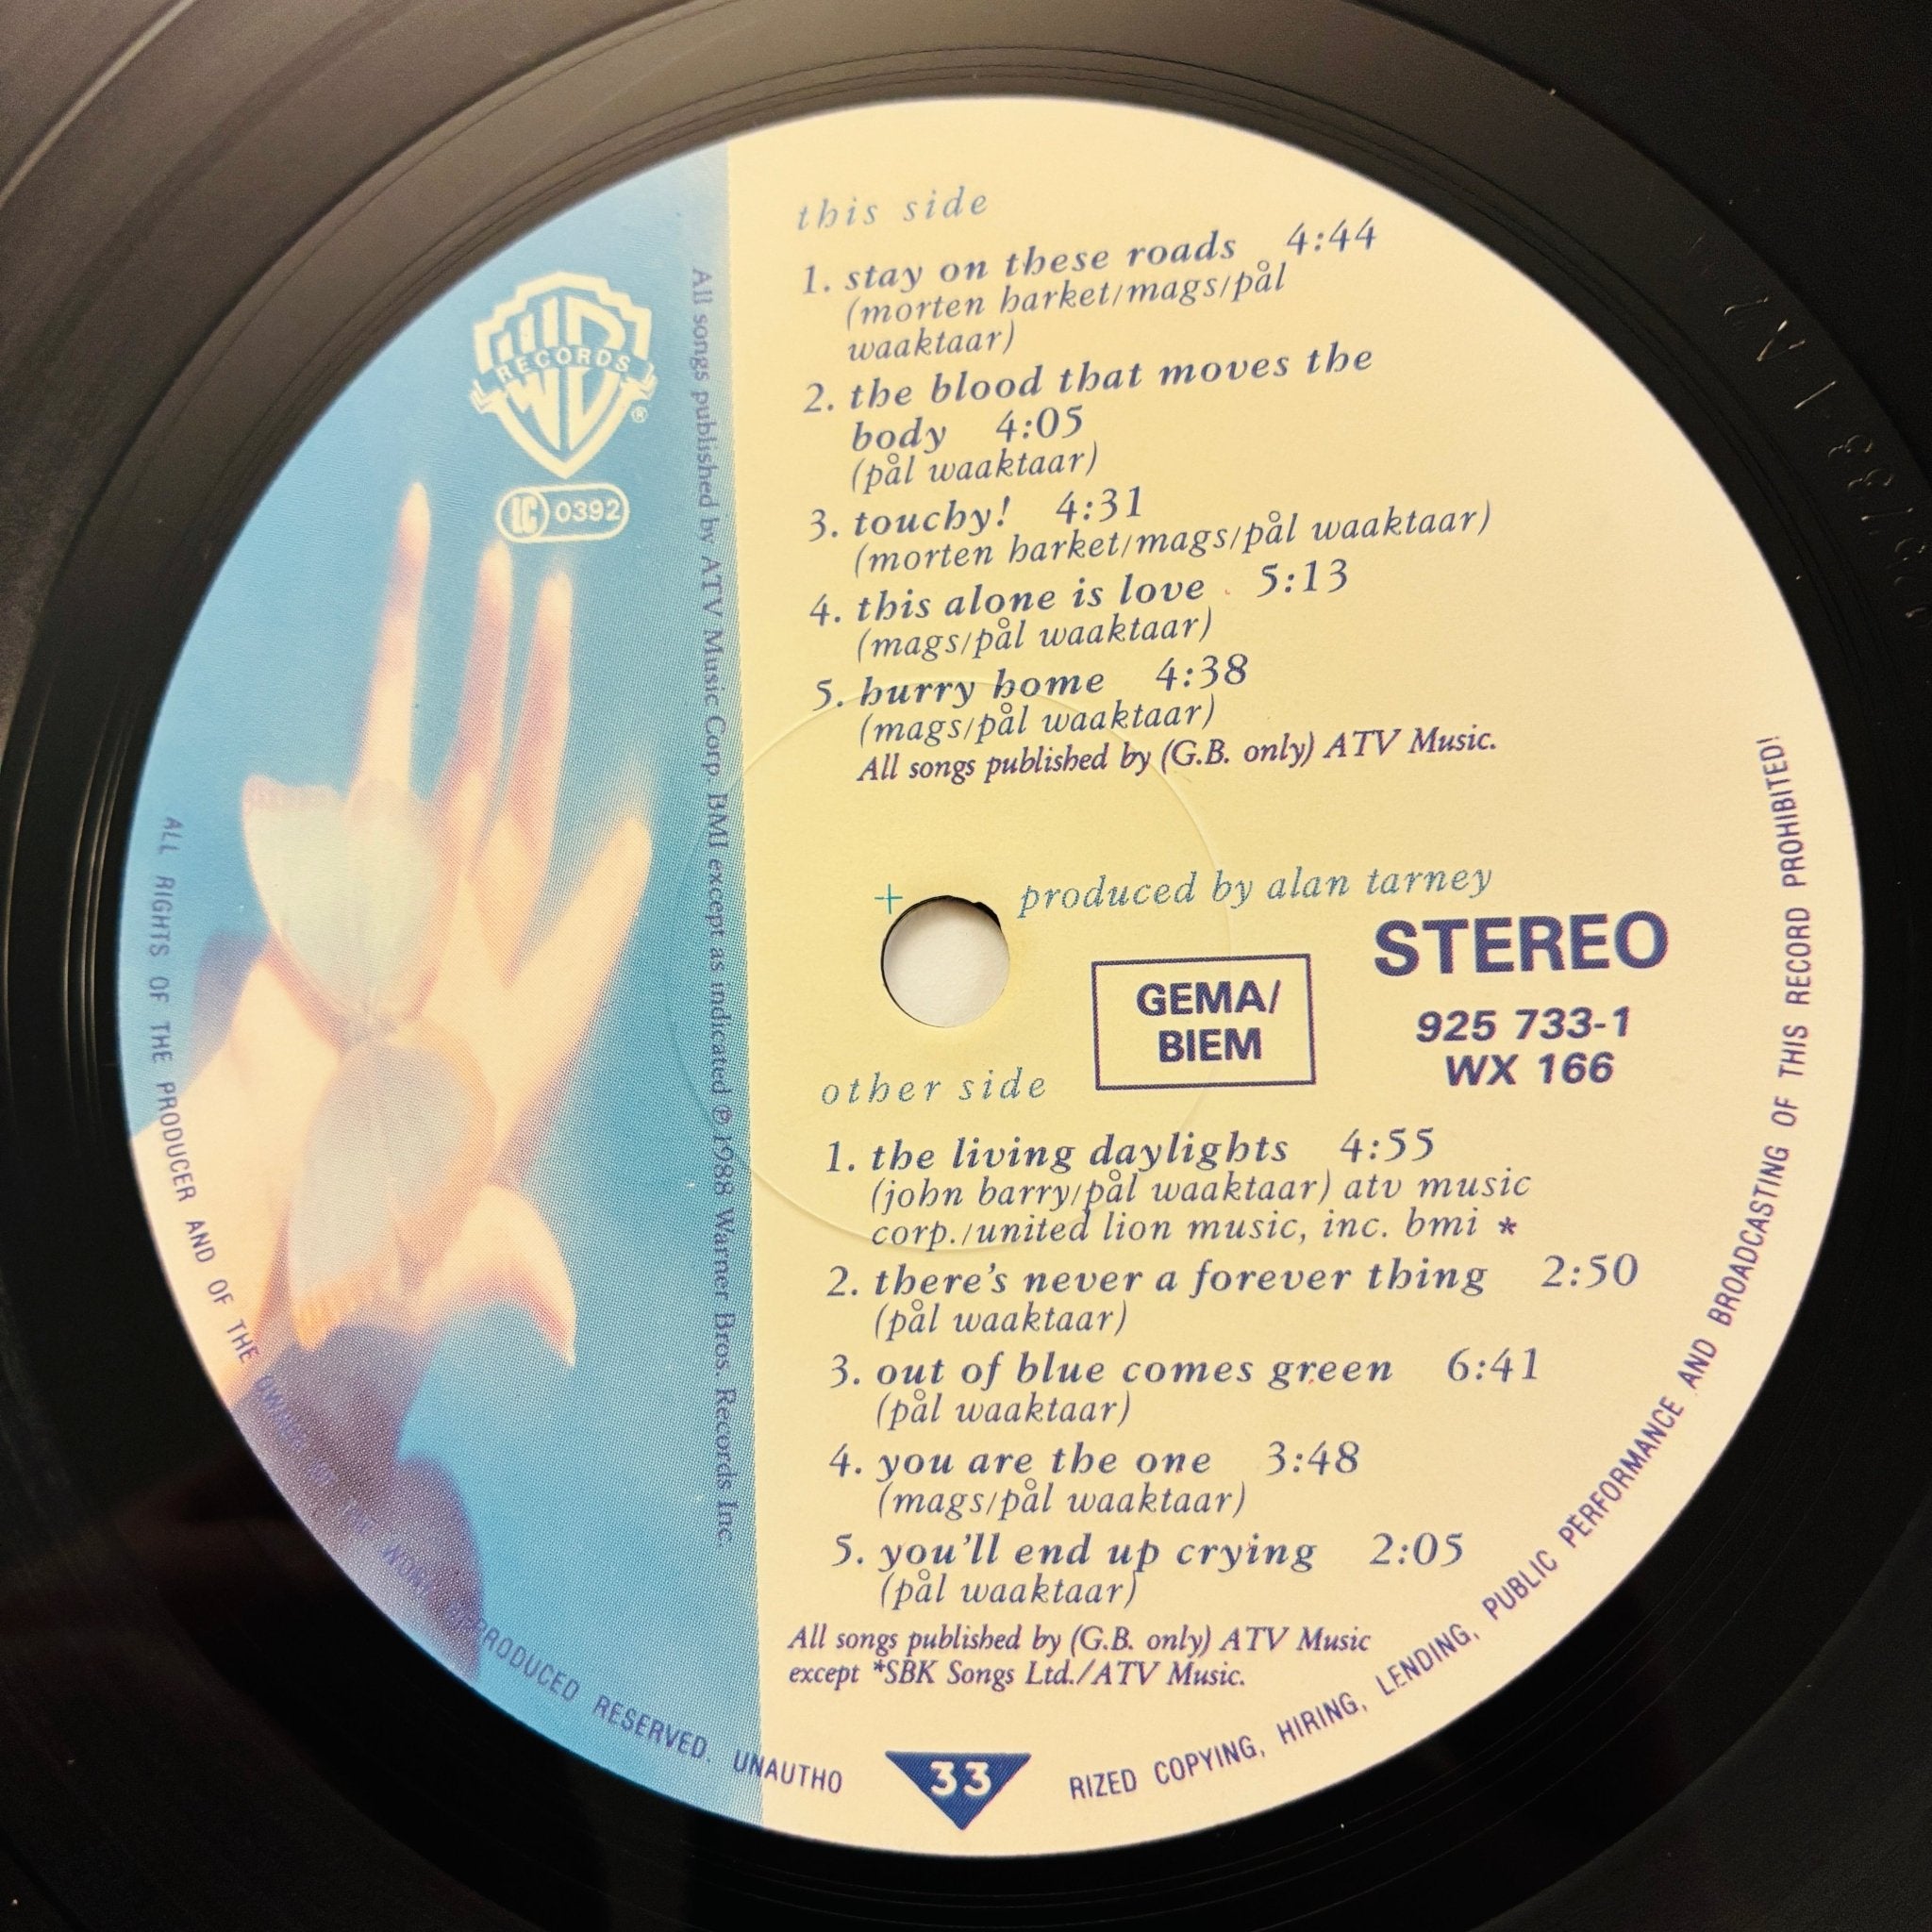 this side
1. stay on these roads 4:44
(morten harket/mags/pål
waaktaar)
2. the blood that moves the
body 4:05
(pål waaktaar)
3. touchy! 4:31
(morten harket/mags/pål waaktaar)
4. this alone is love 5:13
(mags/pål waaktaar)
5. hurry home 4:38
(mags/pål waaktaar)
All songs published by (G.B. only) ATV Music.
+ produced by alan tarney
STEREO
GEMA/
BIEM
925 733-1
WX 166
other side
1. the living daylights 4:55
(john barry/pål waaktaar) atv music
corp./united lion music, inc. bmi *
2. there's never a forever thing 2:50
(pål waaktaar)
3. out of blue comes green 6:41
(pål waaktaar)
4. you are the one 3:48
(mags/pål waaktaar)
5. you'll end up crying 2:05
(pål waaktaar)
All songs published by (G.B. only) ATV Music
except *SBK Songs Ltd./ATV Music.
33
WB
RECORDS
®
LC 0392
All songs published by ATV Music Corp. BMI except as indicated ℗ 1988 Warner Bros. Records Inc.
ALL RIGHTS OF THE PRODUCER AND OF THE OWNER OF THE WORK REPRODUCED RESERVED. UNAUTHO RIZED COPYING, HIRING, LENDING, PUBLIC PERFORMANCE AND BROADCASTING OF THIS RECORD PROHIBITED!